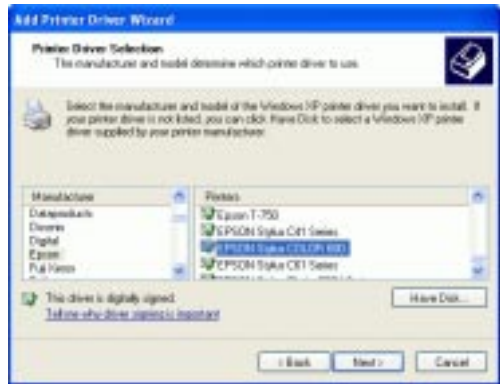 Add Printer Driver Wizard
Printer Driver Selection
The manufacturer and model determine which printer driver to use.
Select the manufacturer and model of the Windows XP printer driver you want to install. If
your printer driver is not listed, you can click Have Disk to select a Windows XP printer
driver supplied by your printer manufacturer.
Manufacturer
Dataproducts
Diconix
Digital
Epson
Fuji Xerox
Printers
Epson T-750
EPSON Stylus C41 Series
EPSON Stylus COLOR
EPSON Stylus C61 Series
This driver is digitally signed.
Tell me why driver signing is important
Have Disk...
< Back
Next >
Cancel